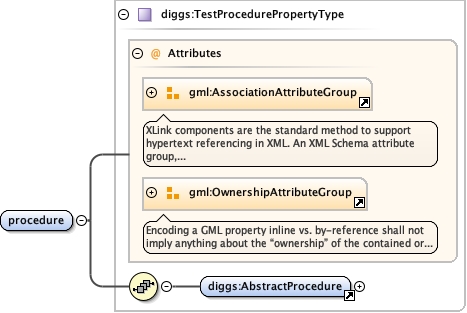 diggs:TestProcedurePropertyType
@ Attributes
gml:AssociationAttributeGroup
XLink components are the standard method to support
hypertext referencing in XML. An XML Schema attribute
group,...
gml:OwnershipAttributeGroup
Encoding a GML property inline vs. by-reference shall not
imply anything about the “ownership” of the contained or...
procedure
diggs:AbstractProcedure